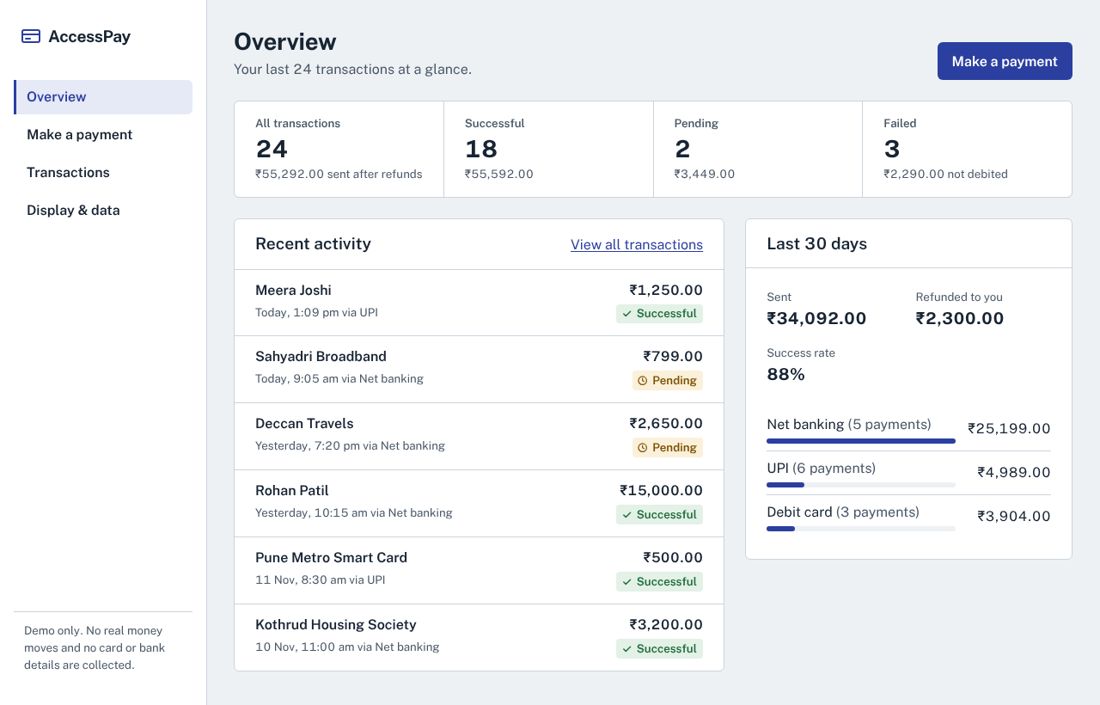 AccessPay
Overview
Make a payment
Transactions
Display & data
Demo only. No real money
moves and no card or bank
details are collected.
Overview
Your last 24 transactions at a glance.
Make a payment
All transactions
24
₹55,292.00 sent after refunds
Successful
18
₹55,592.00
Pending
2
₹3,449.00
Failed
3
₹2,290.00 not debited
Recent activity
View all transactions
Meera Joshi
₹1,250.00
Today, 1:09 pm via UPI
Successful
Sahyadri Broadband
₹799.00
Today, 9:05 am via Net banking
Pending
Deccan Travels
₹2,650.00
Yesterday, 7:20 pm via Net banking
Pending
Rohan Patil
₹15,000.00
Yesterday, 10:15 am via Net banking
Successful
Pune Metro Smart Card
₹500.00
11 Nov, 8:30 am via UPI
Successful
Kothrud Housing Society
₹3,200.00
10 Nov, 11:00 am via Net banking
Successful
Last 30 days
Sent
₹34,092.00
Refunded to you
₹2,300.00
Success rate
88%
Net banking (5 payments)
₹25,199.00
UPI (6 payments)
₹4,989.00
Debit card (3 payments)
₹3,904.00